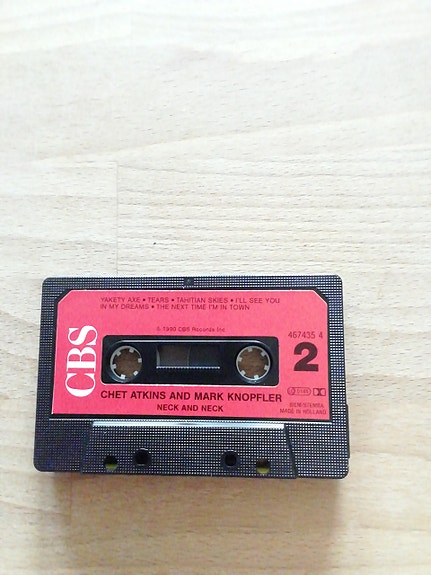 YAKETY AXE • TEARS • TAHITIAN SKIES • I'LL SEE YOU
IN MY DREAMS • THE NEXT TIME I'M IN TOWN
℗ 1990 CBS Records Inc
467435 4
2
CBS
CHET ATKINS AND MARK KNOPFLER
NECK AND NECK
MADE IN HOLLAND